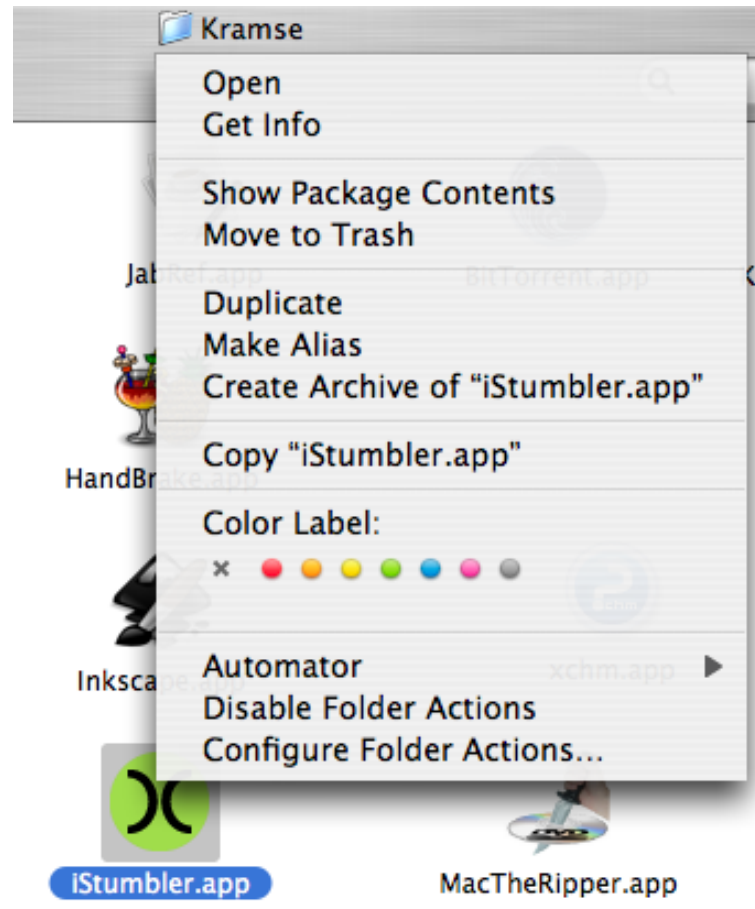 Kramse
Open
Get Info
Show Package Contents
Move to Trash
JabRef.app
BitTorrent.app
K
Duplicate
Make Alias
Create Archive of “iStumbler.app”
Copy “iStumbler.app”
HandBrake.app
Color Label:
Automator
xchm.app
Inkscape.app
Disable Folder Actions
Configure Folder Actions...
iStumbler.app
MacTheRipper.app